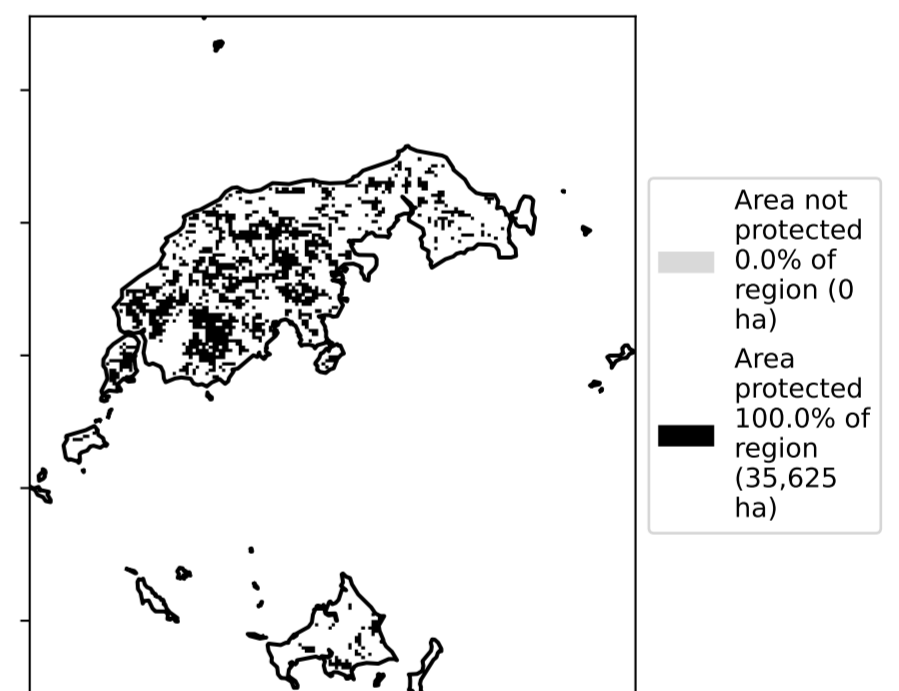 Area not
protected
0.0% of
region (0
ha)
Area
protected
100.0% of
region
(35,625
ha)